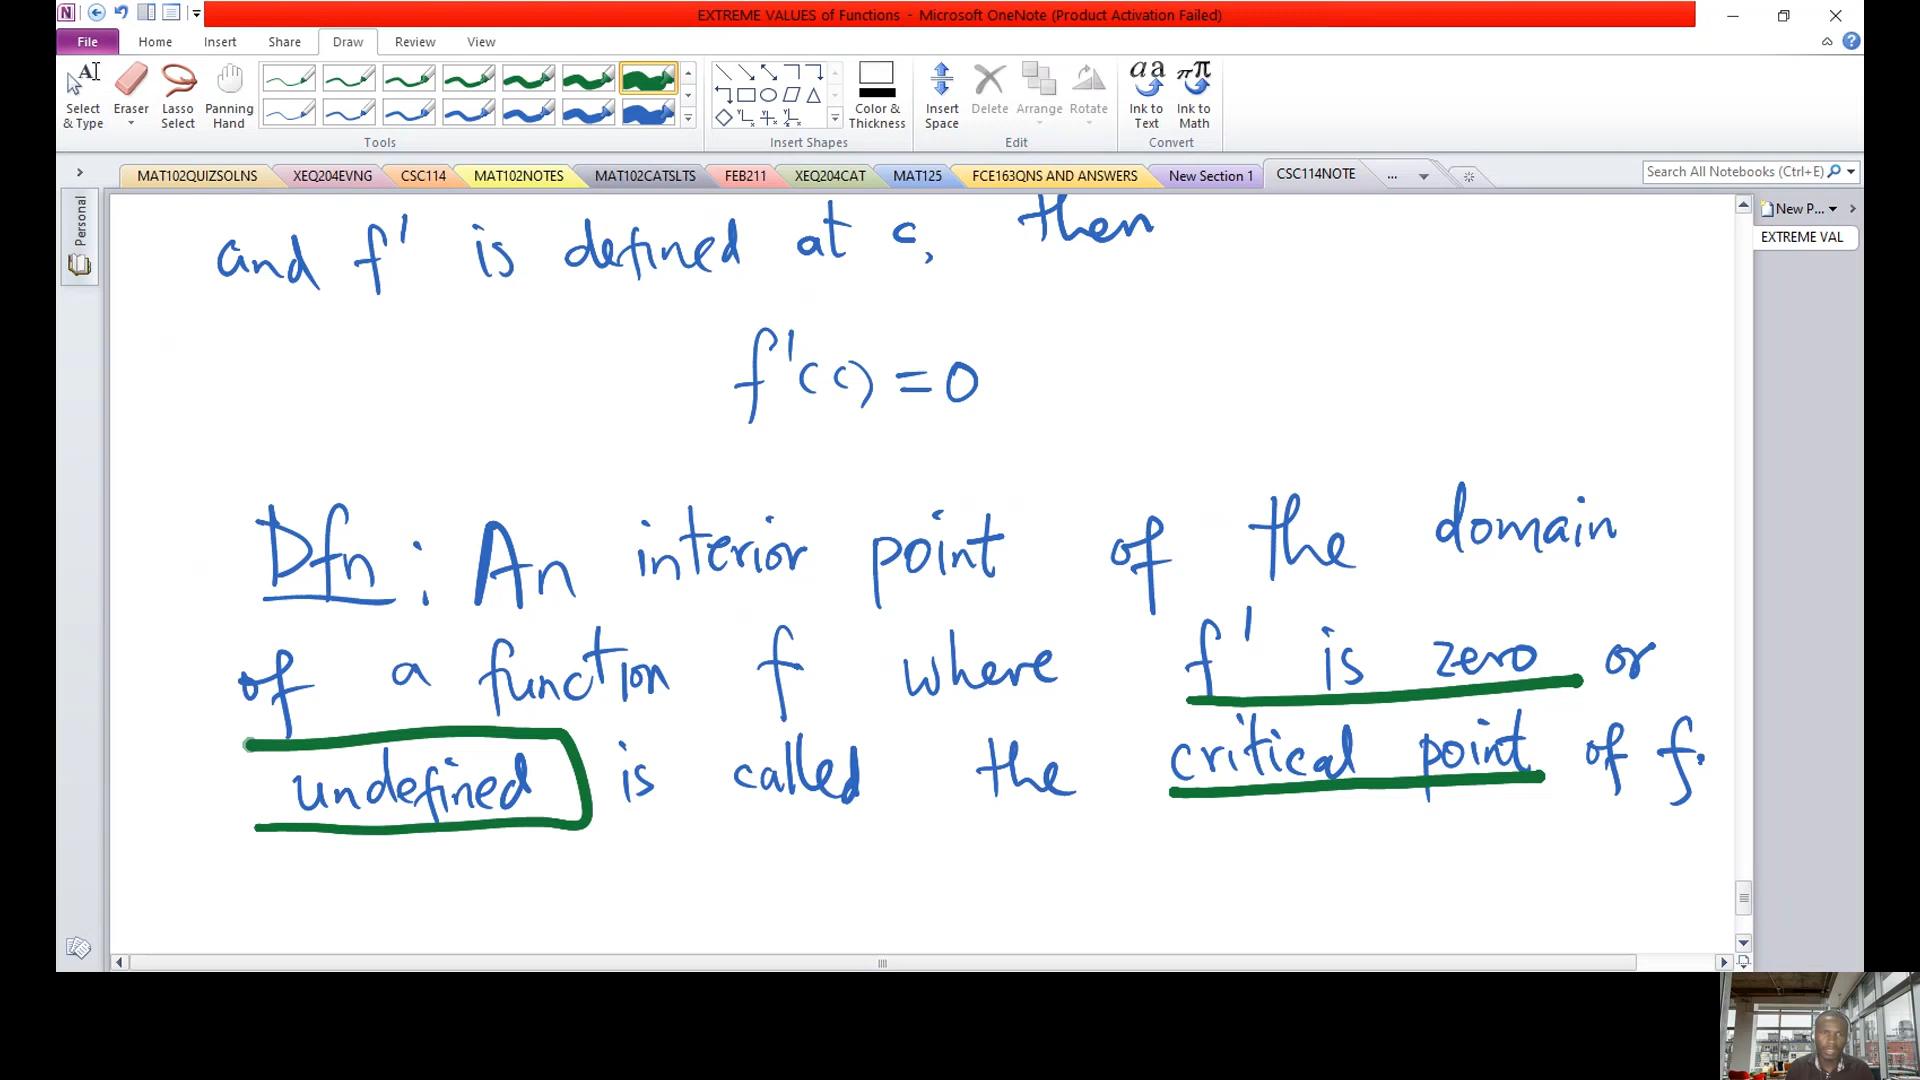 EXTREME VALUES of Functions - Microsoft OneNote (Product Activation Failed)
File Home Insert Share Draw Review View
Select & Type
Eraser
Lasso Select
Panning Hand
Color & Thickness
Insert Space
Delete
Arrange
Rotate
Ink to Text
Ink to Math
Tools
Insert Shapes
Edit
Convert
MAT102QUIZSOLNS XEQ204EVNG CSC114 MAT102NOTES MAT102CATSLTS FEB211 XEQ204CAT MAT125 FCE163QNS AND ANSWERS New Section 1 CSC114NOTE ...
Search All Notebooks (Ctrl+E)
Personal
New P...
EXTREME VAL
and f' is defined at c, then
f'(c) = 0
Dfn : An interior point of the domain
of a function f where f' is zero or
undefined is called the critical point of f.